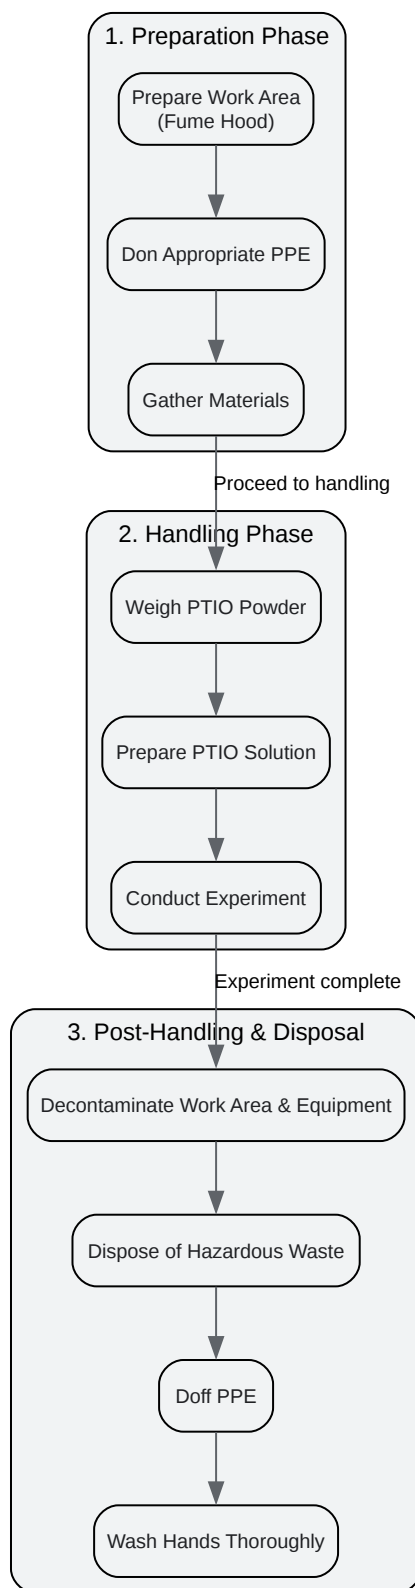 1. Preparation Phase
Prepare Work Area
(Fume Hood)
Don Appropriate PPE
Gather Materials
Proceed to handling
2. Handling Phase
Weigh PTIO Powder
Prepare PTIO Solution
Conduct Experiment
Experiment complete
3. Post-Handling & Disposal
Decontaminate Work Area & Equipment
Dispose of Hazardous Waste
Doff PPE
Wash Hands Thoroughly